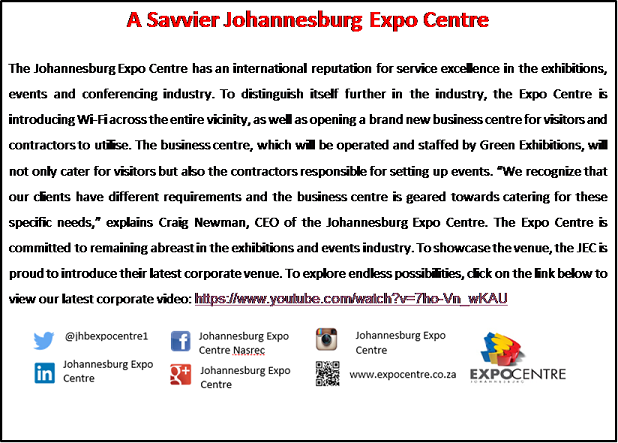 A Savvier Johannesburg Expo Centre
The Johannesburg Expo Centre has an international reputation for service excellence in the exhibitions,
events and conferencing industry. To distinguish itself further in the industry, the Expo Centre is
introducing Wi-Fi across the entire vicinity, as well as opening a brand new business centre for visitors and
contractors to utilise. The business centre, which will be operated and staffed by Green Exhibitions, will
not only cater for visitors but also the contractors responsible for setting up events. “We recognize that
our clients have different requirements and the business centre is geared towards catering for these
specific needs,” explains Craig Newman, CEO of the Johannesburg Expo Centre. The Expo Centre is
committed to remaining abreast in the exhibitions and events industry. To showcase the venue, the JEC is
proud to introduce their latest corporate venue. To explore endless possibilities, click on the link below to
view our latest corporate video: https://www.youtube.com/watch?v=7ho-Vn_wKAU
@jhbexpocentre1
Johannesburg Expo
Centre Nasrec
Johannesburg Expo
Centre
Johannesburg Expo
Centre
Johannesburg Expo
Centre
www.expocentre.co.za
EXPOCENTRE
JOHANNESBURG